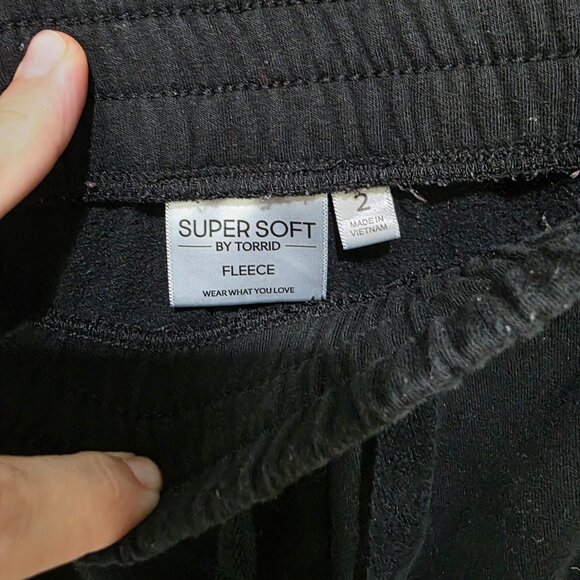 SUPER SOFT
BY TORRID
FLEECE
WEAR WHAT YOU LOVE
2
MADE IN
VIETNAM